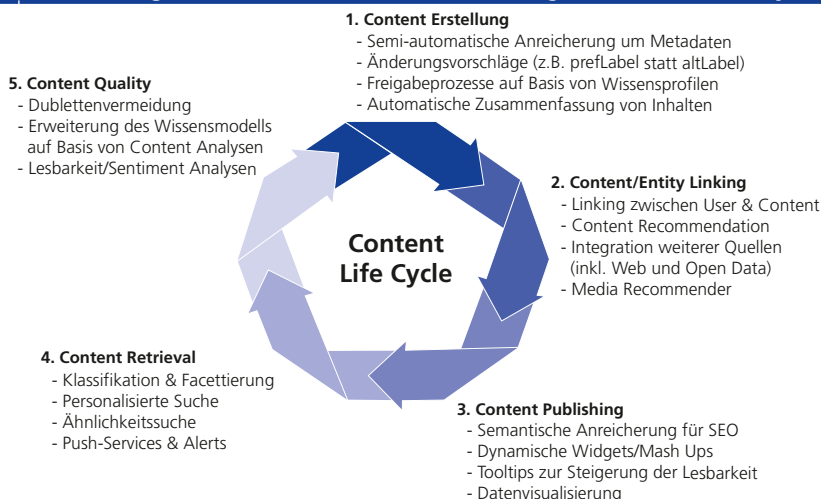 1. Content Erstellung
- Semi-automatische Anreicherung um Metadaten
- Änderungsvorschläge (z.B. prefLabel statt altLabel)
- Freigabeprozesse auf Basis von Wissensprofilen
- Automatische Zusammenfassung von Inhalten
2. Content/Entity Linking
- Linking zwischen User & Content
- Content Recommendation
- Integration weiterer Quellen
(inkl. Web und Open Data)
- Media Recommender
3. Content Publishing
- Semantische Anreicherung für SEO
- Dynamische Widgets/Mash Ups
- Tooltips zur Steigerung der Lesbarkeit
- Datenvisualisierung
4. Content Retrieval
- Klassifikation & Facettierung
- Personalisierte Suche
- Ähnlichkeitssuche
- Push-Services & Alerts
5. Content Quality
- Dublettenvermeidung
- Erweiterung des Wissensmodells
auf Basis von Content Analysen
- Lesbarkeit/Sentiment Analysen
Content
Life Cycle